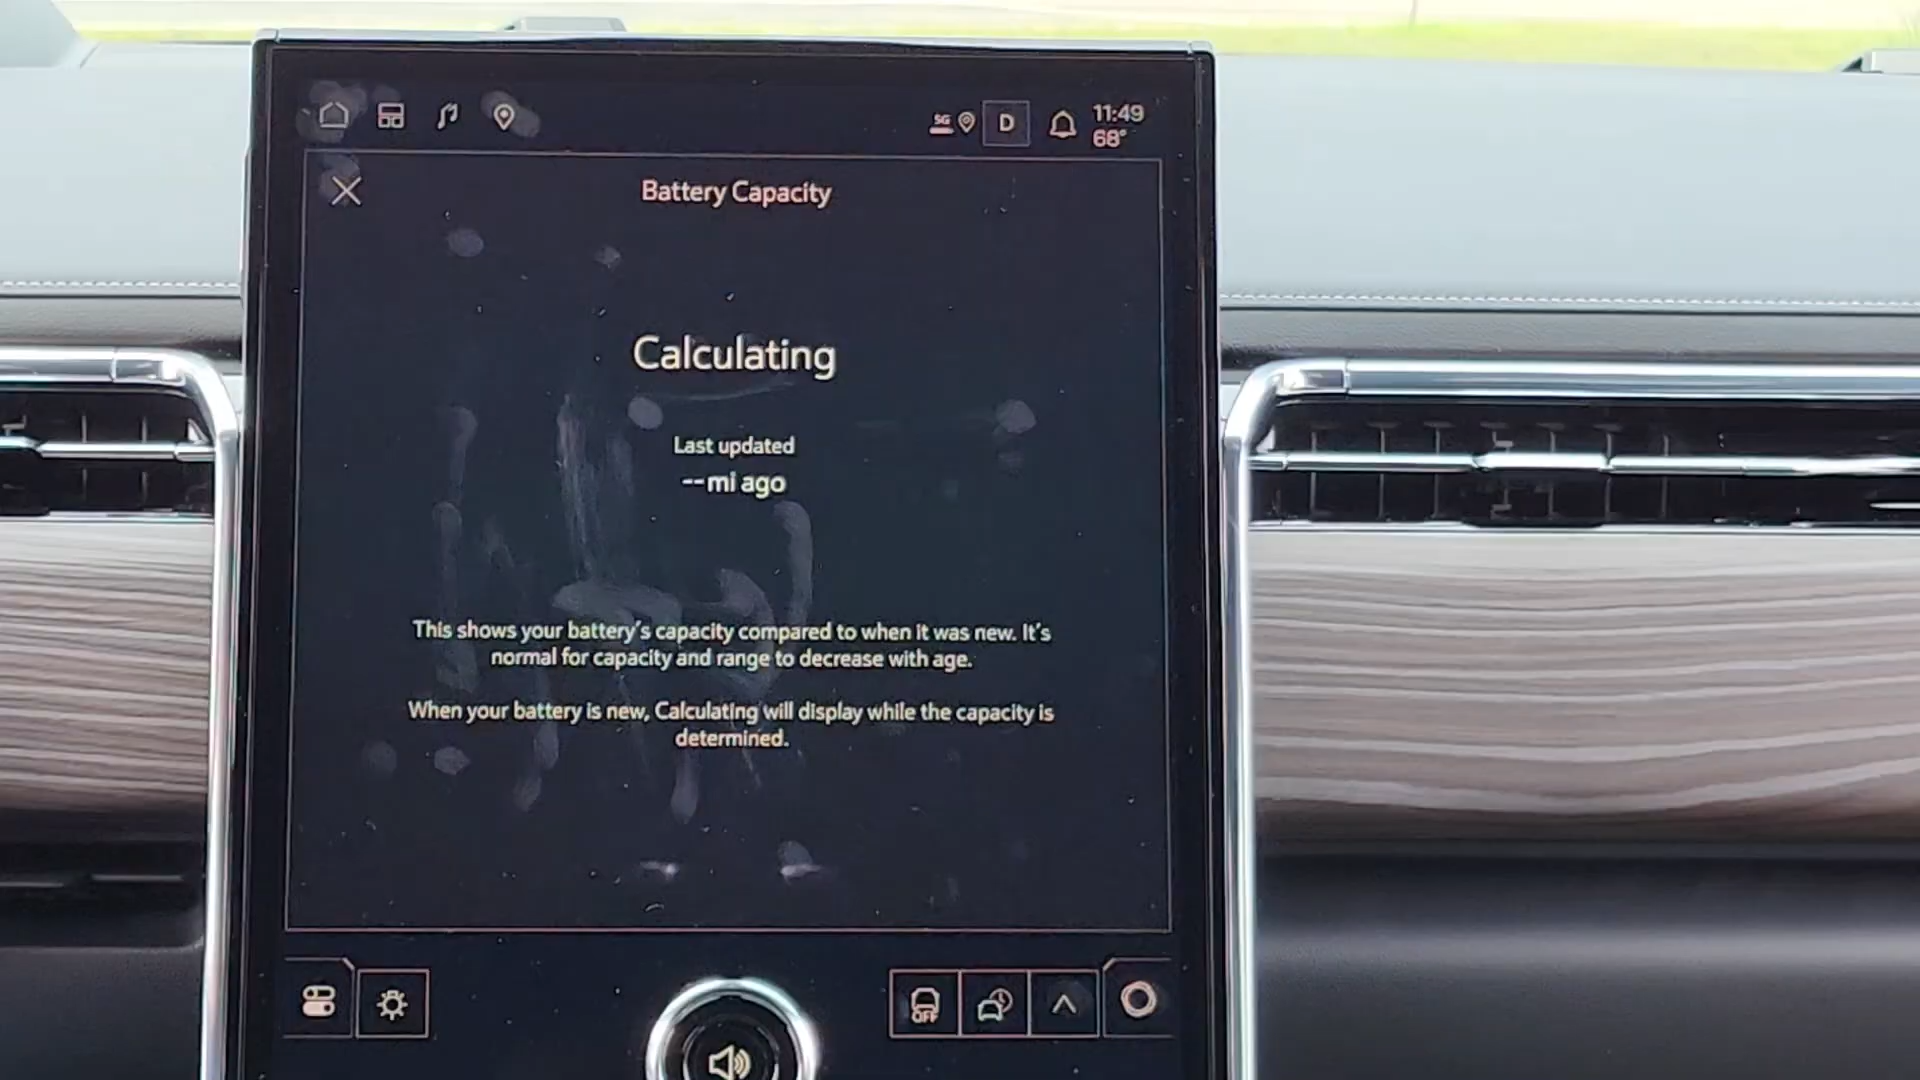 5G
D
11:49
68°
Battery Capacity
Calculating
Last updated
--mi ago
This shows your battery's capacity compared to when it was new. It's
normal for capacity and range to decrease with age.
When your battery is new, Calculating will display while the capacity is
determined.
OFF